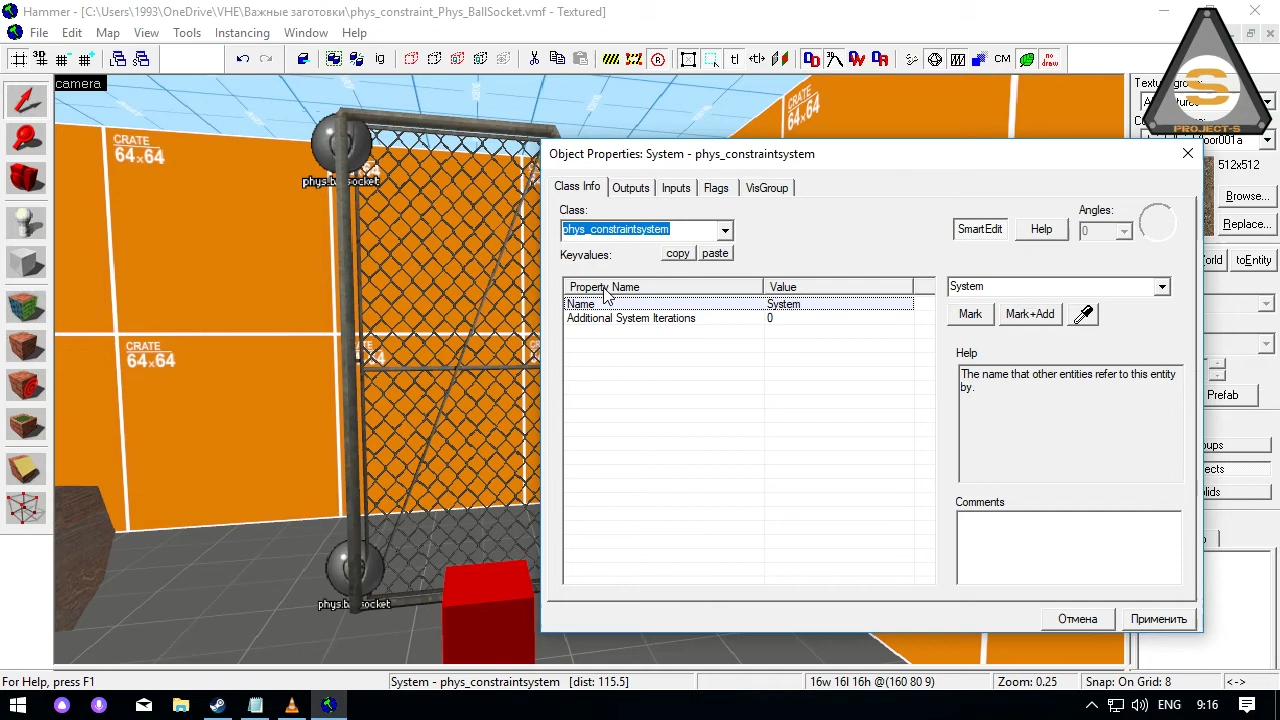 Hammer - [C:\Users\1993\OneDrive\VHE\Важные заготовки\phys_constraint_Phys_BallSocket.vmf - Textured]
File Edit Map View Tools Instancing Window Help
camera
S
PROJECT-S
CRATE
64x64
CRATE
64x64
CRATE
64x64
phys.ballsocket
phys.ballsocket
Object Properties: System - phys_constraintsystem
Class Info Outputs Inputs Flags VisGroup
Class:
phys_constraintsystem
Keyvalues: copy paste
SmartEdit Help
Angles:
0
Property Name Value
Name System
Additional System Iterations 0
System
Mark Mark+Add
Help
The name that other entities refer to this entity
by.
Comments
Отмена Применить
512x512
Browse...
Replace...
toEntity
Prefab
For Help, press F1 System - phys_constraintsystem [dist: 115.5] 16w 16l 16h @(160 80 9) Zoom: 0.25 Snap: On Grid: 8 <->
ENG 9:16